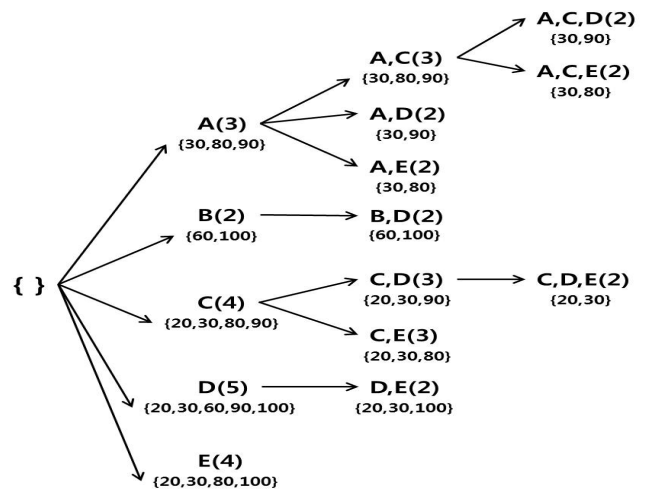 { }
A(3)
{30,80,90}
B(2)
{60,100}
C(4)
{20,30,80,90}
D(5)
{20,30,60,90,100}
E(4)
{20,30,80,100}
A,C(3)
{30,80,90}
A,D(2)
{30,90}
A,E(2)
{30,80}
B,D(2)
{60,100}
C,D(3)
{20,30,90}
C,E(3)
{20,30,80}
D,E(2)
{20,30,100}
A,C,D(2)
{30,90}
A,C,E(2)
{30,80}
C,D,E(2)
{20,30}